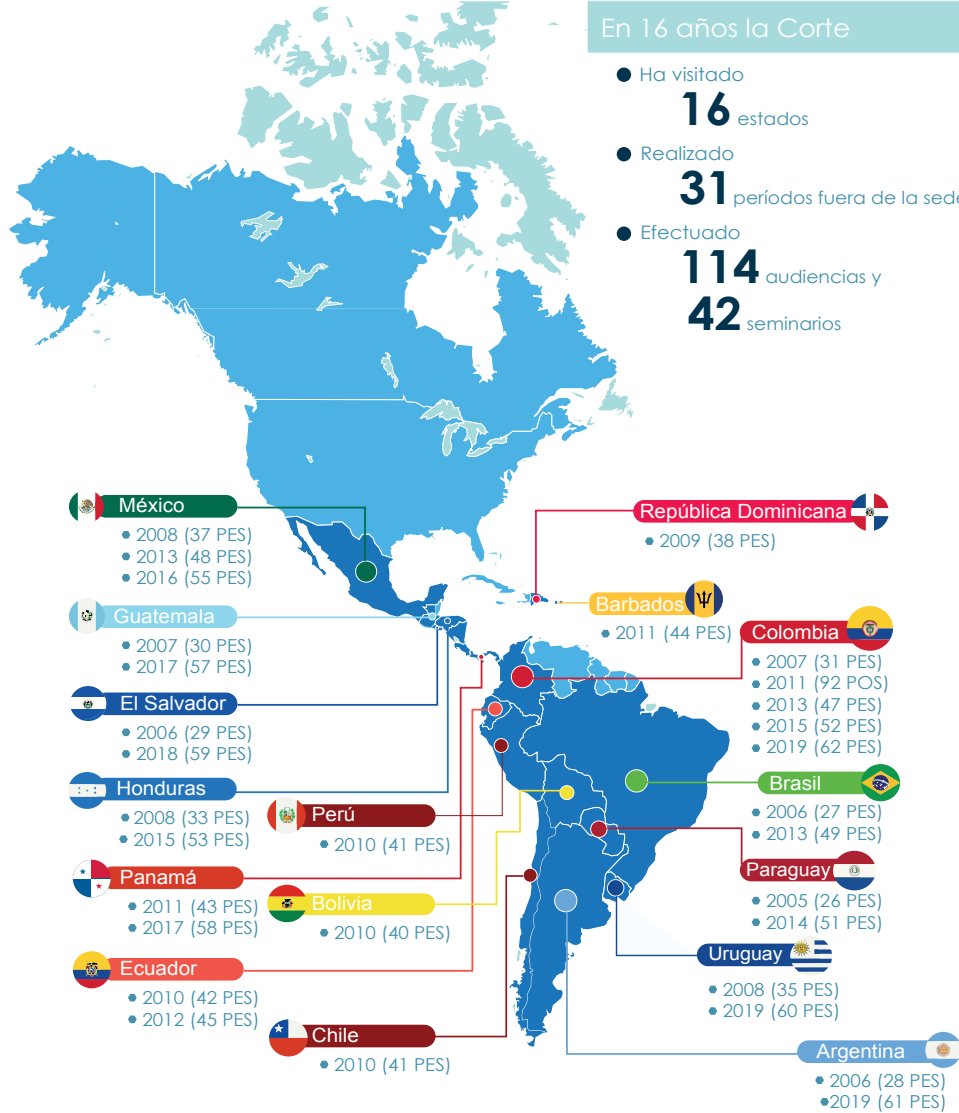 En 16 años la Corte
Ha visitado
16 estados
Realizado
31 períodos fuera de la sede
Efectuado
114 audiencias y
42 seminarios
México
2008 (37 PES)
2013 (48 PES)
2016 (55 PES)
República Dominicana
2009 (38 PES)
Guatemala
2007 (30 PES)
2017 (57 PES)
Barbados
2011 (44 PES)
Colombia
2007 (31 PES)
2011 (92 POS)
2013 (47 PES)
2015 (52 PES)
2019 (62 PES)
El Salvador
2006 (29 PES)
2018 (59 PES)
Honduras
2008 (33 PES)
2015 (53 PES)
Perú
2010 (41 PES)
Brasil
2006 (27 PES)
2013 (49 PES)
Panamá
2011 (43 PES)
2017 (58 PES)
Bolivia
2010 (40 PES)
Paraguay
2005 (26 PES)
2014 (51 PES)
Ecuador
2010 (42 PES)
2012 (45 PES)
Uruguay
2008 (35 PES)
2019 (60 PES)
Chile
2010 (41 PES)
Argentina
2006 (28 PES)
2019 (61 PES)